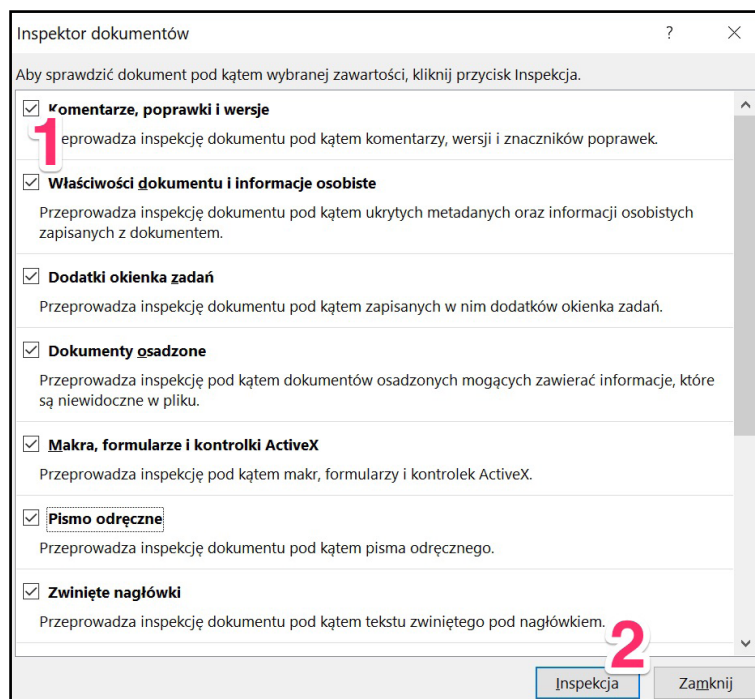 Inspektor dokumentów ? ×
Aby sprawdzić dokument pod kątem wybranej zawartości, kliknij przycisk Inspekcja.
Komentarze, poprawki i wersje
1
eprowadza inspekcję dokumentu pod kątem komentarzy, wersji i znaczników poprawek.
Właściwości dokumentu i informacje osobiste
Przeprowadza inspekcję dokumentu pod kątem ukrytych metadanych oraz informacji osobistych
zapisanych z dokumentem.
Dodatki okienka zadań
Przeprowadza inspekcję dokumentu pod kątem zapisanych w nim dodatków okienka zadań.
Dokumenty osadzone
Przeprowadza inspekcję pod kątem dokumentów osadzonych mogących zawierać informacje, które
są niewidoczne w pliku.
Makra, formularze i kontrolki ActiveX
Przeprowadza inspekcję pod kątem makr, formularzy i kontrolek ActiveX.
Pismo odręczne
Przeprowadza inspekcję dokumentu pod kątem pisma odręcznego.
Zwinięte nagłówki
Przeprowadza inspekcję dokumentu pod kątem tekstu zwiniętego pod nagłówkiem.
2
Inspekcja Zamknij